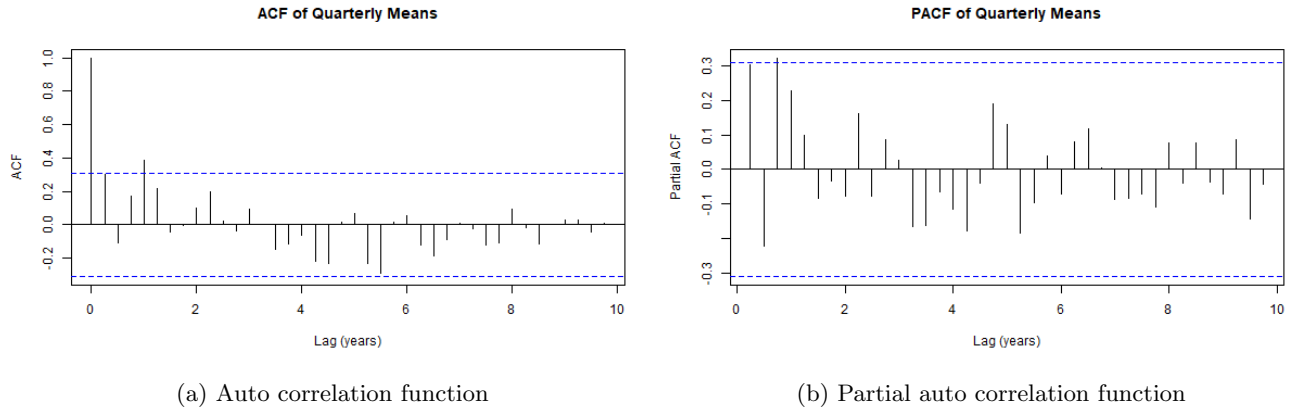 ACF of Quarterly Means
ACF
1.0
0.8
0.6
0.4
0.2
0.0
-0.2
0 2 4 6 8 10
Lag (years)
(a) Auto correlation function
PACF of Quarterly Means
Partial ACF
0.3
0.2
0.1
0.0
-0.1
-0.3
0 2 4 6 8 10
Lag (years)
(b) Partial auto correlation function